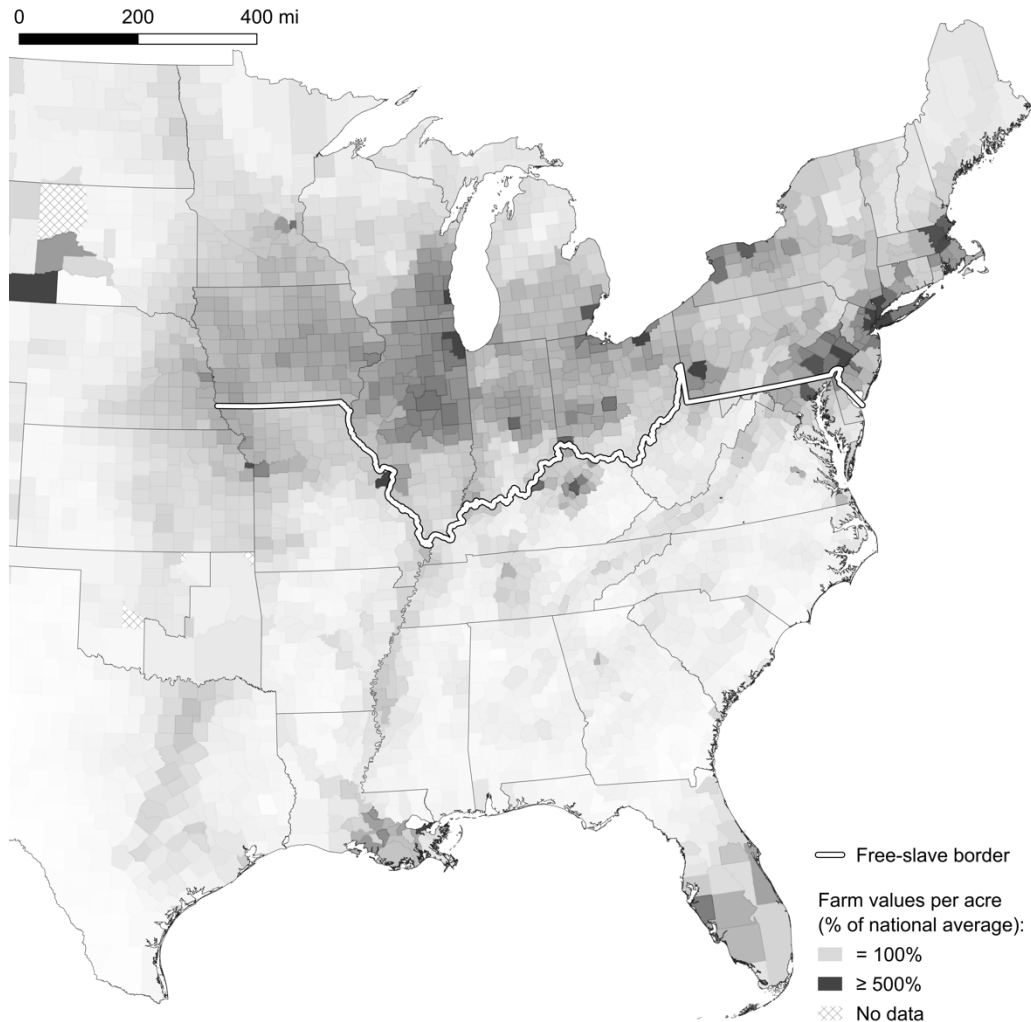 0 200 400 mi
Free-slave border
Farm values per acre
(% of national average):
= 100%
≥ 500%
No data